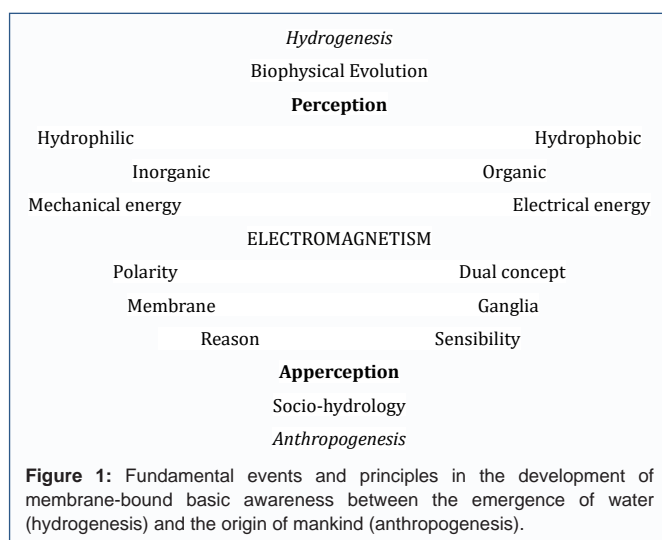 Hydrogenesis
Biophysical Evolution
Perception
Hydrophilic Hydrophobic
Inorganic Organic
Mechanical energy Electrical energy
ELECTROMAGNETISM
Polarity Dual concept
Membrane Ganglia
Reason Sensibility
Apperception
Socio-hydrology
Anthropogenesis
Figure 1: Fundamental events and principles in the development of
membrane-bound basic awareness between the emergence of water
(hydrogenesis) and the origin of mankind (anthropogenesis).